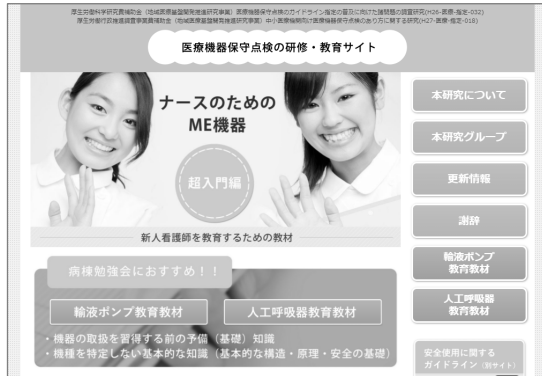 厚生労働科学研究費補助金（地域医療基盤開発推進研究事業）医療機器保守点検のガイドライン指定の普及に向けた諸問題の調査研究(H26-医療-指定-032)
厚生労働行政推進調査事業費補助金（地域医療基盤開発推進研究事業）中小医療機関向け医療機器保守点検のあり方に関する研究(H27-医療-指定-018)
医療機器保守点検の研修・教育サイト
ナースのための
ME機器
超入門編
新人看護師を教育するための教材
病棟勉強会におすすめ！！
輸液ポンプ教育教材
人工呼吸器教育教材
・機器の取扱を習得する前の予備（基礎）知識
・機種を特定しない基本的な知識（基本的な構造・原理・安全の基礎）
本研究について
本研究グループ
更新情報
謝辞
輸液ポンプ
教育教材
人工呼吸器
教育教材
安全使用に関する
ガイドライン（別サイト）